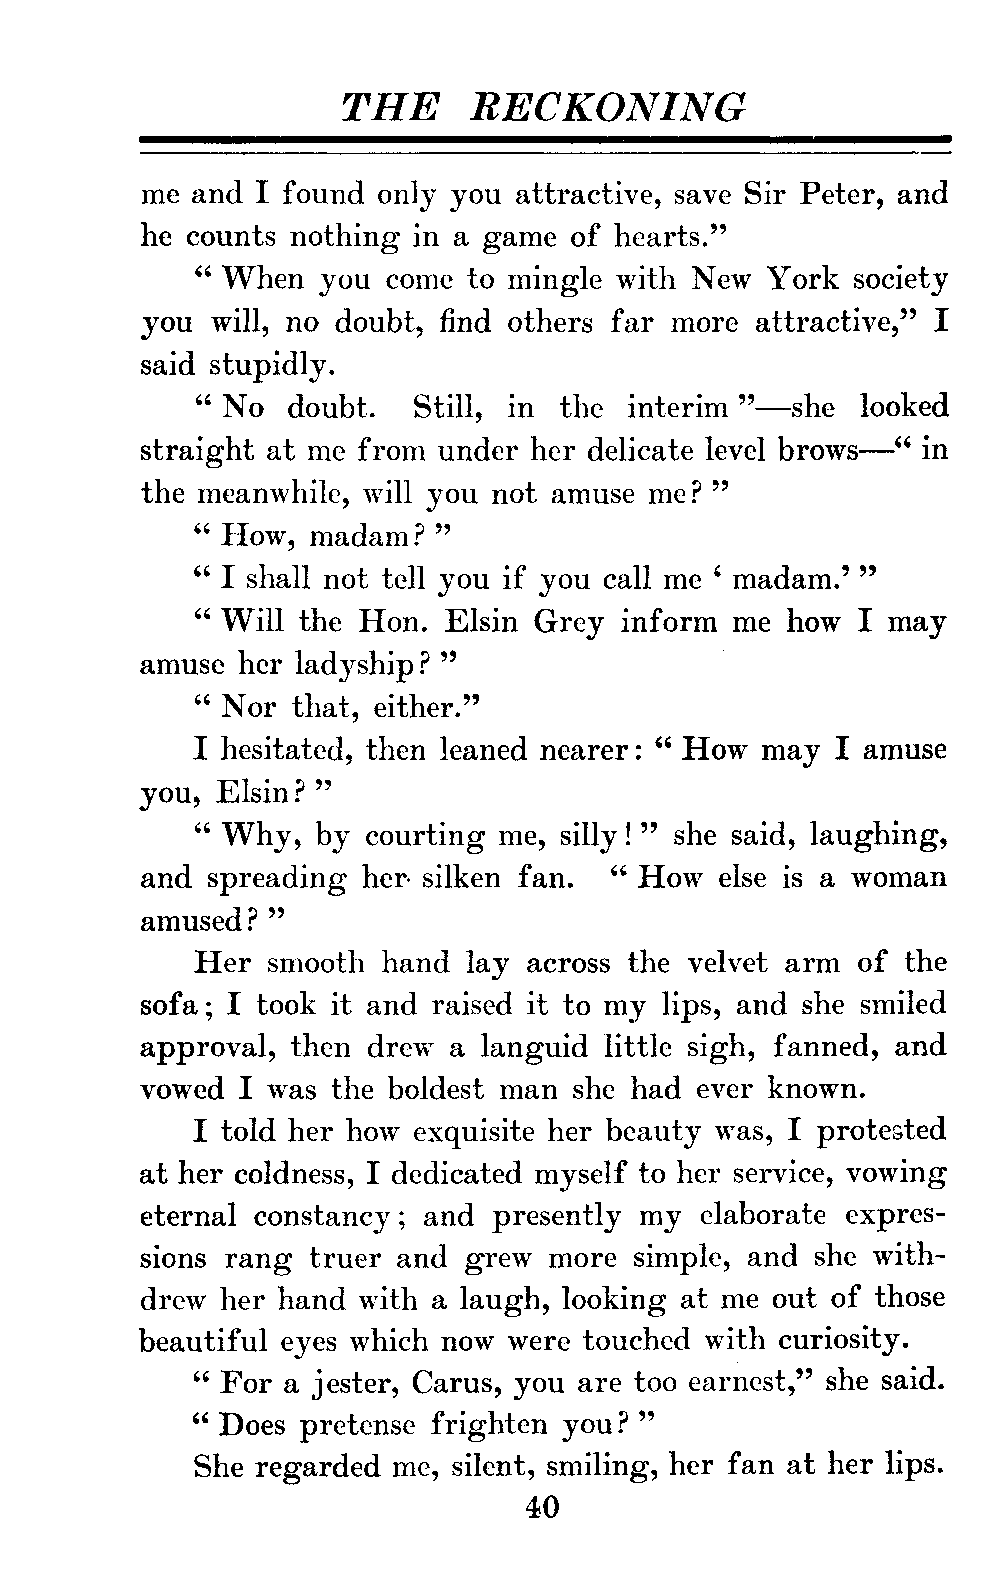 THE RECKONING
me and I found only you attractive, save Sir Peter, and
he counts nothing in a game of hearts.”
“ When you come to mingle with New York society
you will, no doubt, find others far more attractive,” I
said stupidly.
“ No doubt. Still, in the interim ”—she looked
straight at me from under her delicate level brows—“ in
the meanwhile, will you not amuse me? ”
“ How, madam? ”
“ I shall not tell you if you call me ‘ madam.’ ”
“ Will the Hon. Elsin Grey inform me how I may
amuse her ladyship? ”
“ Nor that, either.”
I hesitated, then leaned nearer: “ How may I amuse
you, Elsin? ”
“ Why, by courting me, silly! ” she said, laughing,
and spreading her silken fan. “ How else is a woman
amused? ”
Her smooth hand lay across the velvet arm of the
sofa; I took it and raised it to my lips, and she smiled
approval, then drew a languid little sigh, fanned, and
vowed I was the boldest man she had ever known.
I told her how exquisite her beauty was, I protested
at her coldness, I dedicated myself to her service, vowing
eternal constancy; and presently my elaborate expres-
sions rang truer and grew more simple, and she with-
drew her hand with a laugh, looking at me out of those
beautiful eyes which now were touched with curiosity.
“ For a jester, Carus, you are too earnest,” she said.
“ Does pretense frighten you? ”
She regarded me, silent, smiling, her fan at her lips.
40